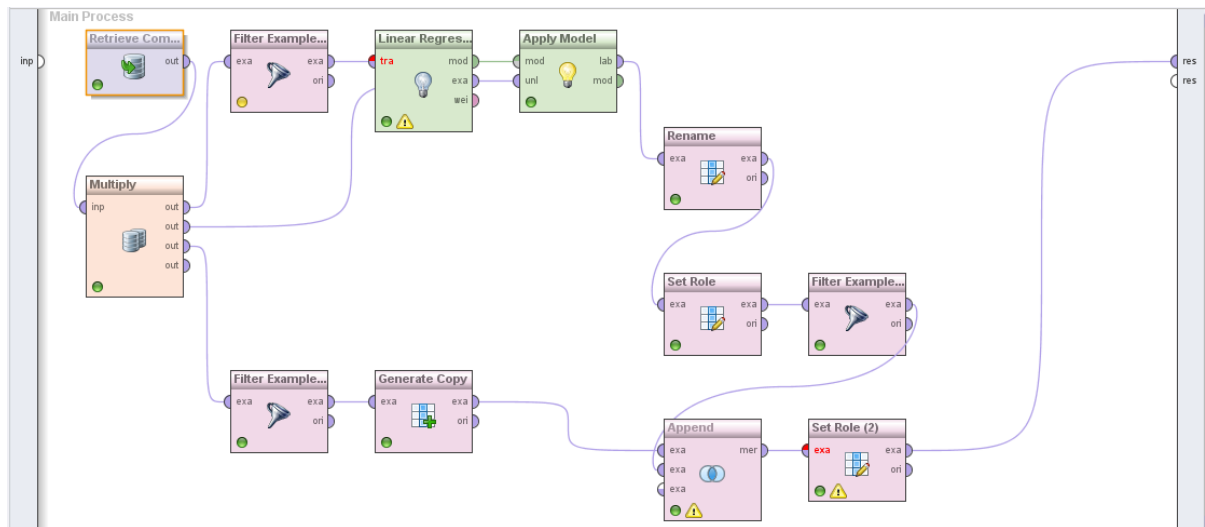 Main Process
Retrieve Com...
out
Filter Example...
exa exa
ori
Linear Regres...
tra mod
exa
wei
Apply Model
mod lab
unl mod
inp
res
res
Rename
exa exa
ori
Multiply
inp out
out
out
out
Set Role
exa exa
ori
Filter Example...
exa exa
ori
Filter Example...
exa exa
ori
Generate Copy
exa exa
ori
Append
exa mer
exa
exa
Set Role (2)
exa exa
ori